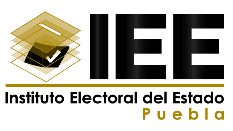 IEE
Instituto Electoral del Estado
Puebla